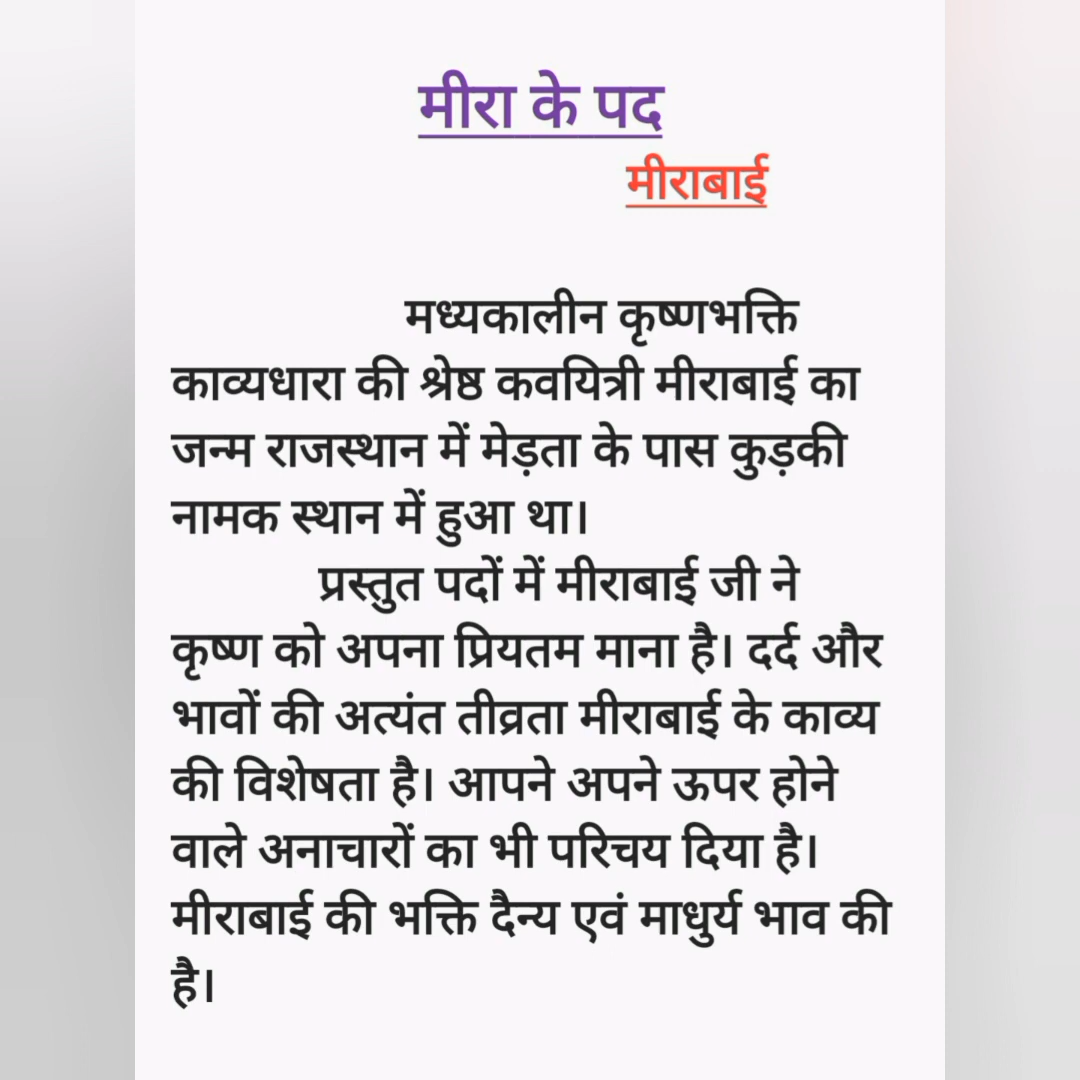 मीरा के पद
मीराबाई
मध्यकालीन कृष्णभक्ति
काव्यधारा की श्रेष्ठ कवयित्री मीराबाई का
जन्म राजस्थान में मेड़ता के पास कुड़की
नामक स्थान में हुआ था।
प्रस्तुत पदों में मीराबाई जी ने
कृष्ण को अपना प्रियतम माना है। दर्द और
भावों की अत्यंत तीव्रता मीराबाई के काव्य
की विशेषता है। आपने अपने ऊपर होने
वाले अनाचारों का भी परिचय दिया है।
मीराबाई की भक्ति दैन्य एवं माधुर्य भाव की
है।